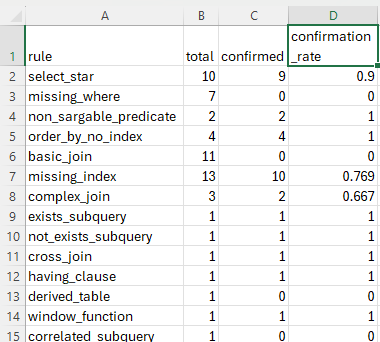 A B C D
1 rule total confirmed confirmation_rate
2 select_star 10 9 0.9
3 missing_where 7 0 0
4 non_sargable_predicate 2 2 1
5 order_by_no_index 4 4 1
6 basic_join 11 0 0
7 missing_index 13 10 0.769
8 complex_join 3 2 0.667
9 exists_subquery 1 1 1
10 not_exists_subquery 1 1 1
11 cross_join 1 1 1
12 having_clause 1 1 1
13 derived_table 1 0 0
14 window_function 1 1 1
15 correlated_subquery 1 0 0